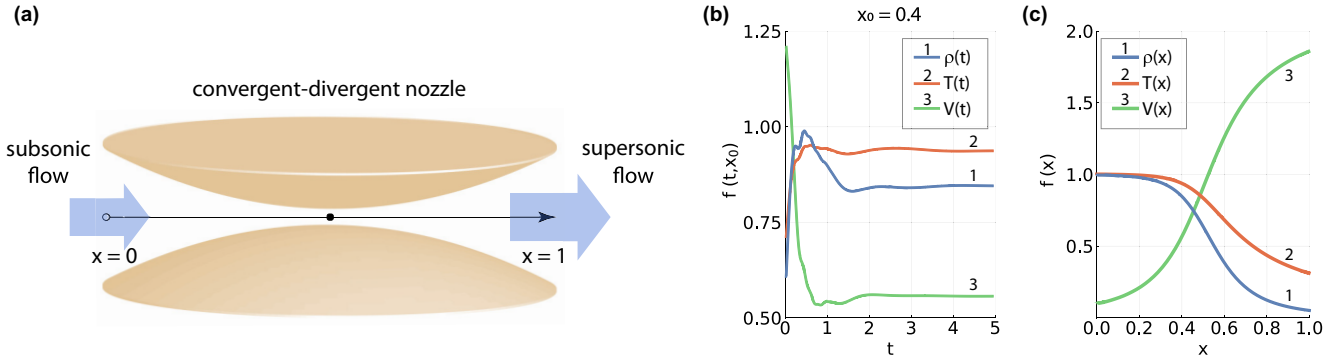 (a)
convergent-divergent nozzle
subsonic
flow
supersonic
flow
x = 0
x = 1
(b)
x₀ = 0.4
f (t,x₀)
1.25
1.00
0.75
0.50
1 ρ(t)
2 T(t)
3 V(t)
2
1
3
0 1 2 3 4 5
t
(c)
f (x)
2.0
1.5
1.0
0.5
1 ρ(x)
2 T(x)
3 V(x)
3
2
1
0.0 0.2 0.4 0.6 0.8 1.0
x